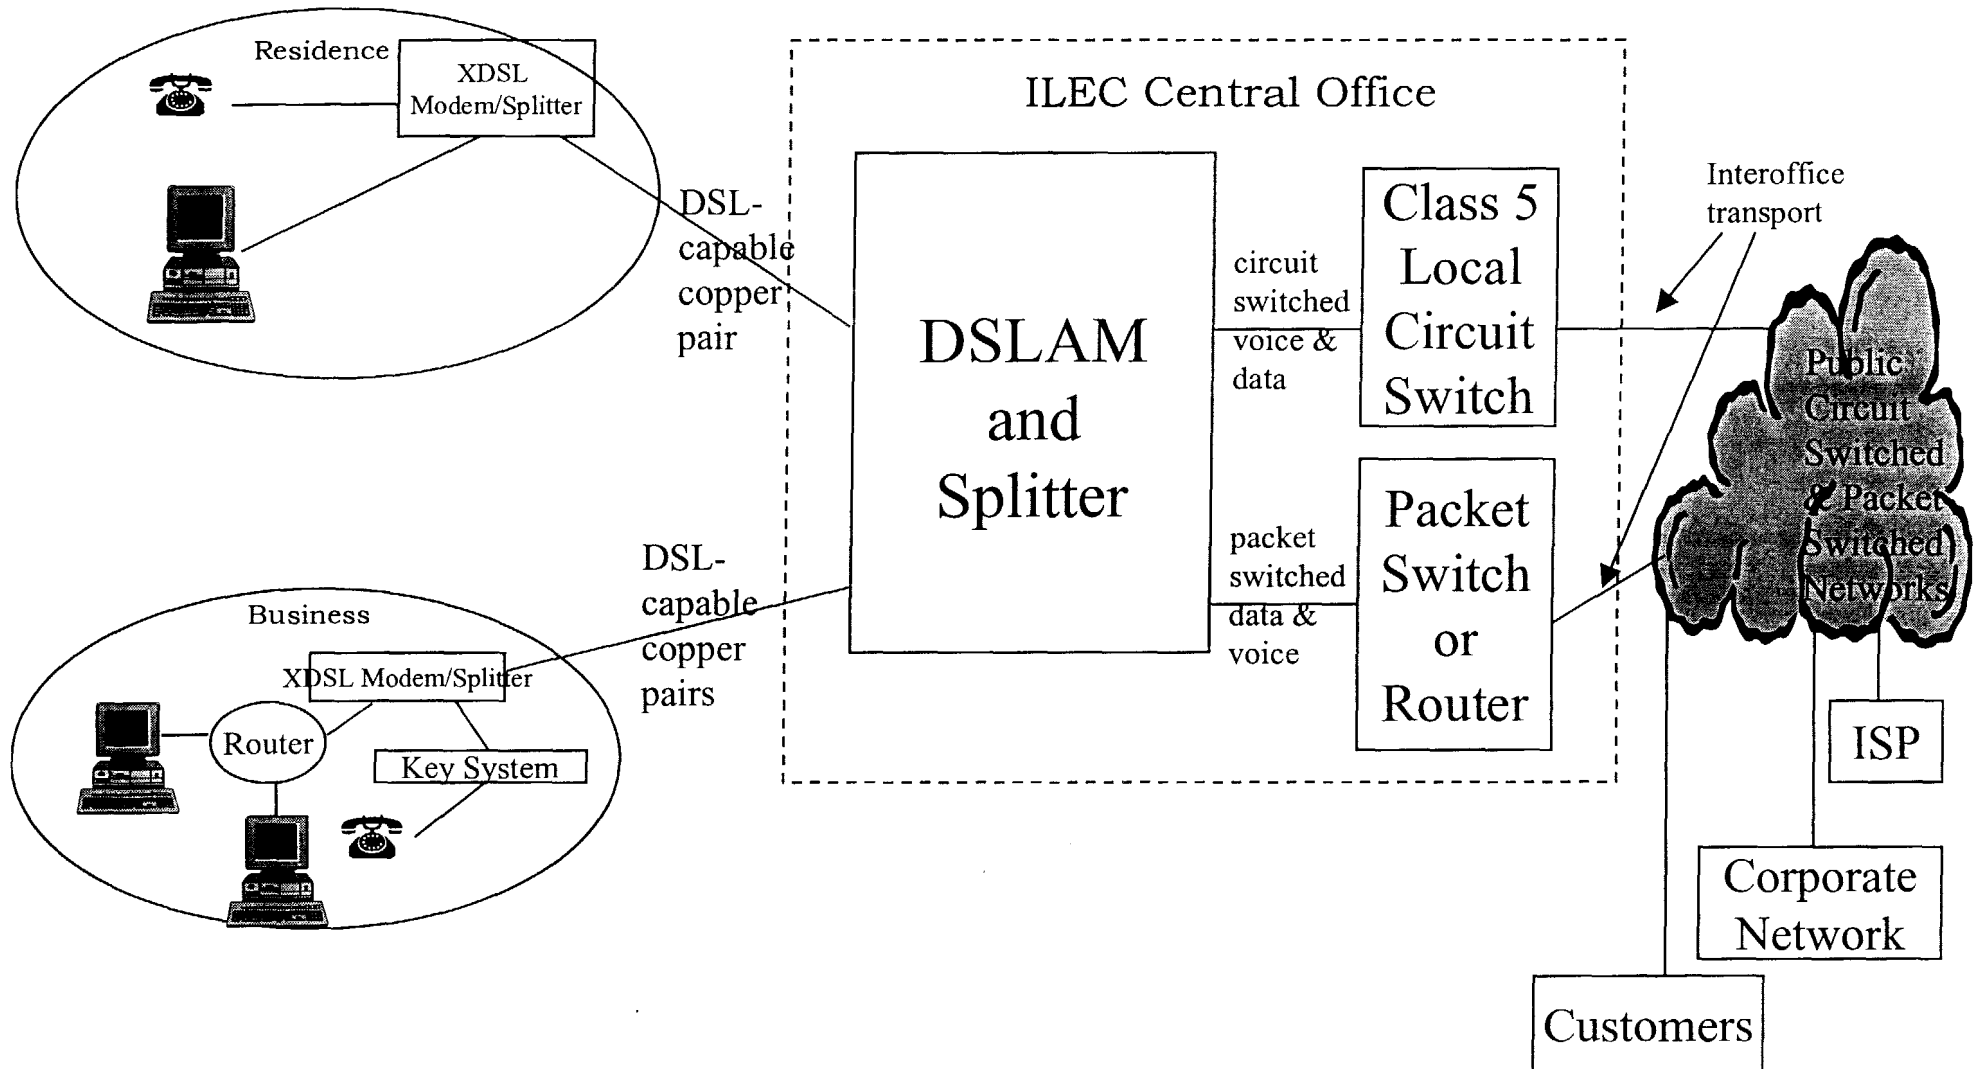 Residence
XDSL
Modem/Splitter
DSL-
capable
copper
pair
ILEC Central Office
DSLAM
and
Splitter
circuit
switched
voice &
data
Class 5
Local
Circuit
Switch
Interoffice
transport
Public
Circuit
Switched
& Packet
Switched
Networks
packet
switched
data &
voice
Packet
Switch
or
Router
Business
XDSL Modem/Splitter
Router
Key System
DSL-
capable
copper
pairs
ISP
Corporate
Network
Customers